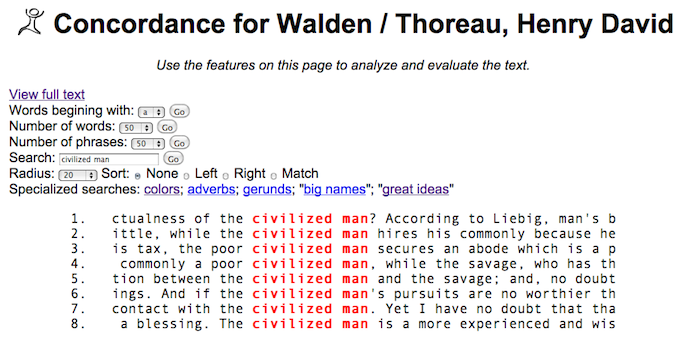 Concordance for Walden / Thoreau, Henry David
Use the features on this page to analyze and evaluate the text.
View full text
Words begining with: a Go
Number of words: 50 Go
Number of phrases: 50 Go
Search: civilized man Go
Radius: 20 Sort: None Left Right Match
Specialized searches: colors; adverbs; gerunds; "big names"; "great ideas"
1. ctualness of the civilized man? According to Liebig, man's b
2. ittle, while the civilized man hires his commonly because he
3. is tax, the poor civilized man secures an abode which is a p
4. commonly a poor civilized man, while the savage, who has th
5. tion between the civilized man and the savage; and, no doubt
6. ings. And if the civilized man's pursuits are no worthier th
7. contact with the civilized man. Yet I have no doubt that tha
8. a blessing. The civilized man is a more experienced and wis